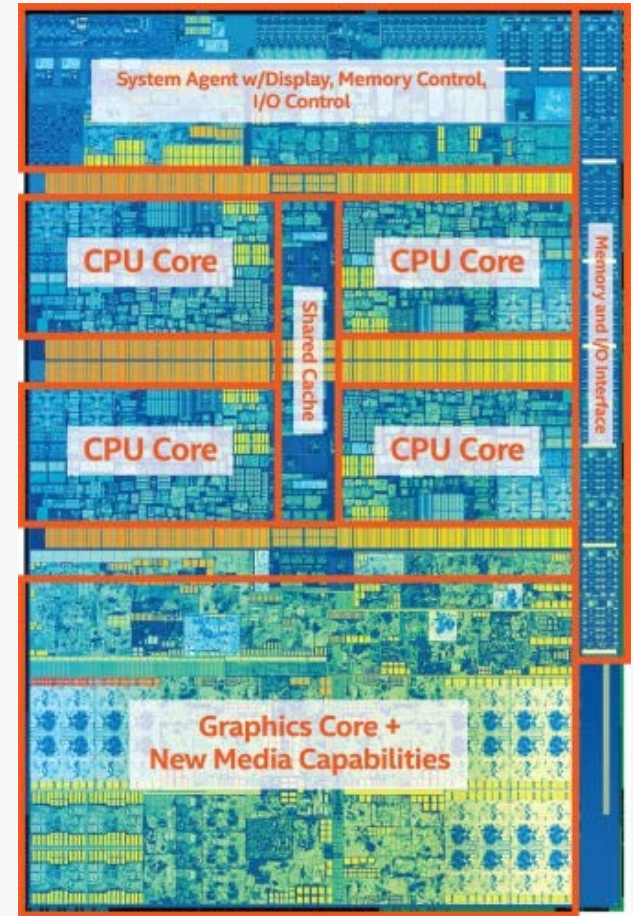 System Agent w/Display, Memory Control,
I/O Control
CPU Core
CPU Core
Shared Cache
Memory and I/O Interface
CPU Core
CPU Core
Graphics Core +
New Media Capabilities